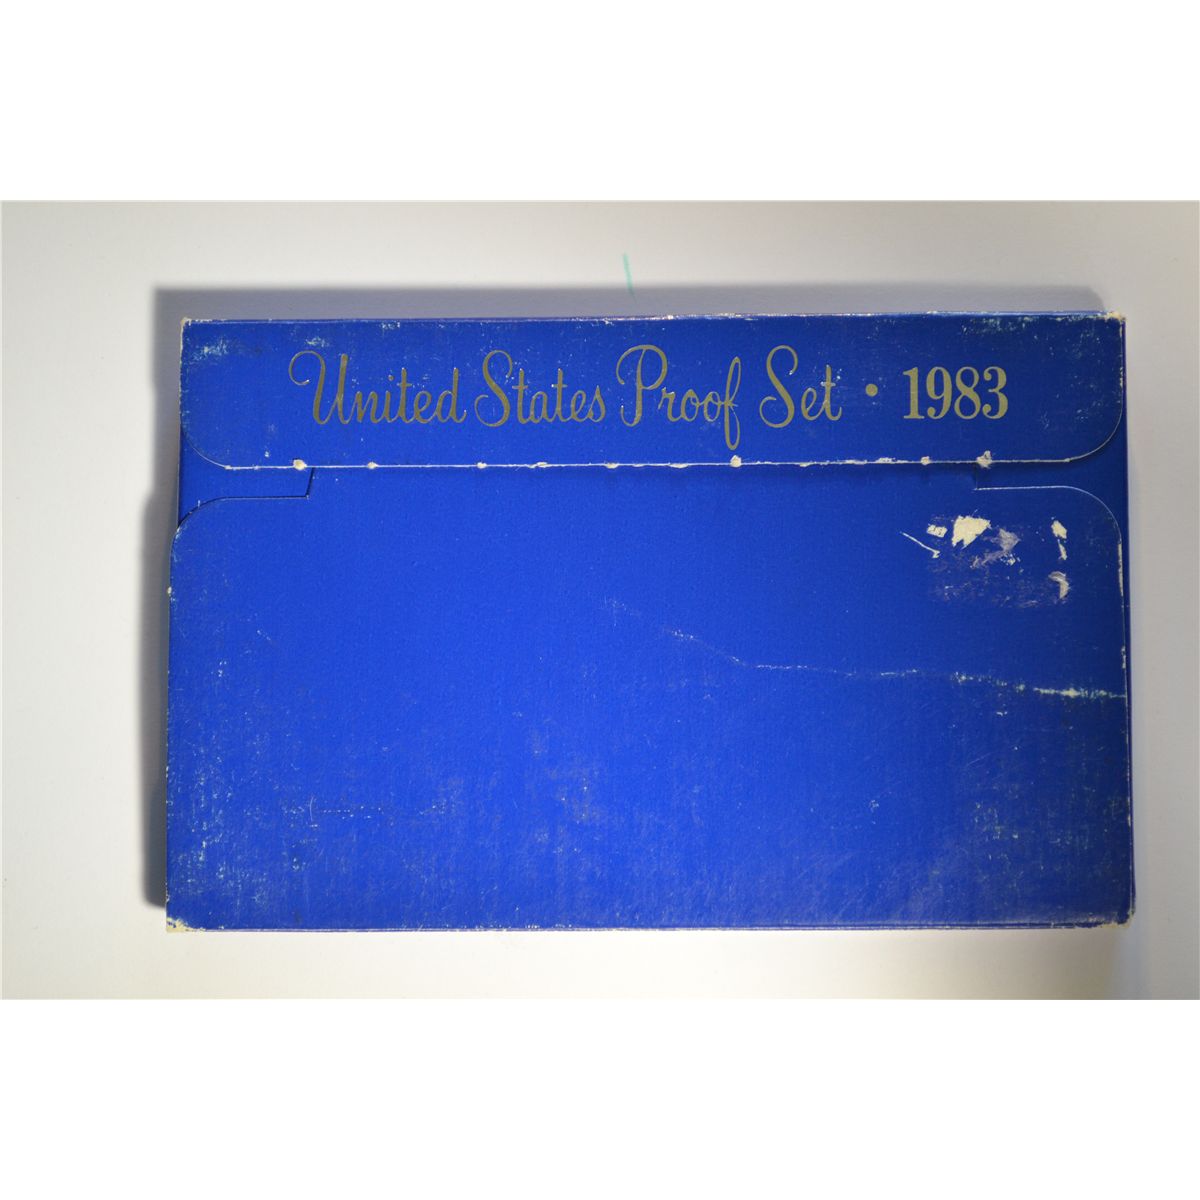 United States Proof Set · 1983